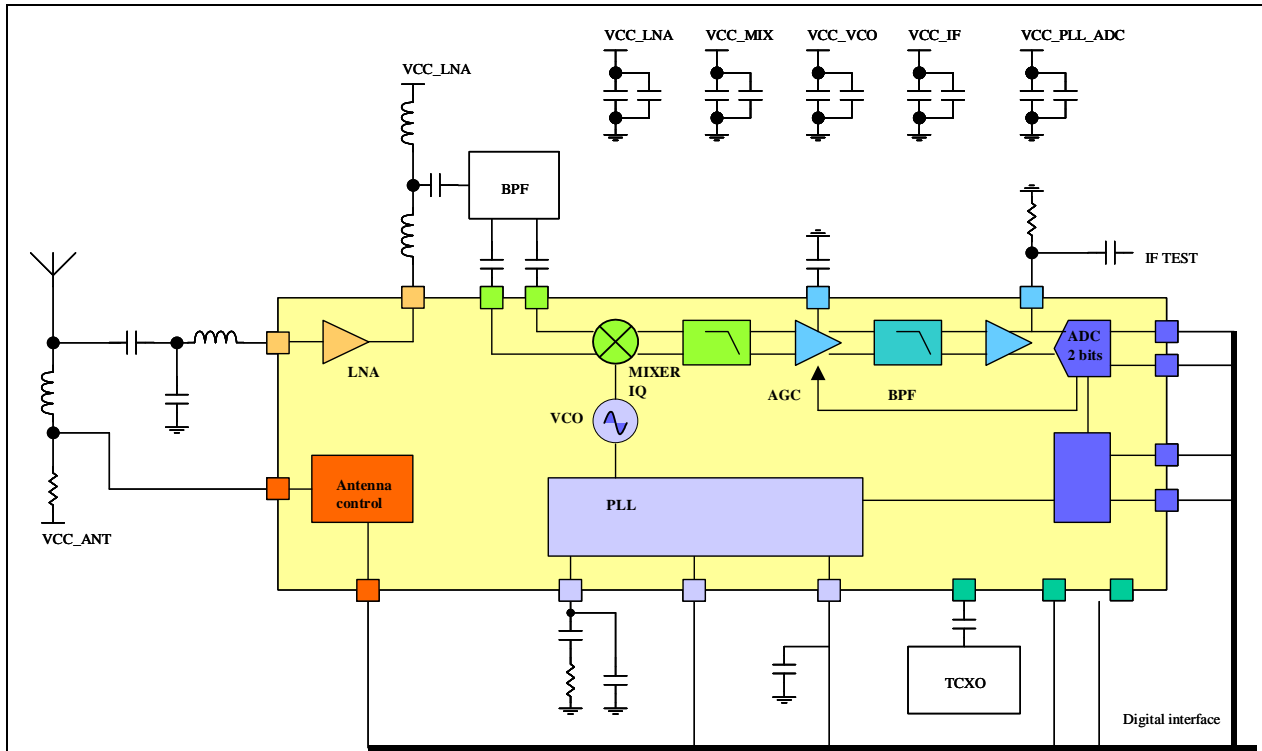 VCC_LNA
VCC_MIX
VCC_VCO
VCC_IF
VCC_PLL_ADC
VCC_LNA
BPF
IF TEST
LNA
MIXER
IQ
AGC
BPF
ADC
2 bits
VCO
Antenna
control
PLL
VCC_ANT
TCXO
Digital interface